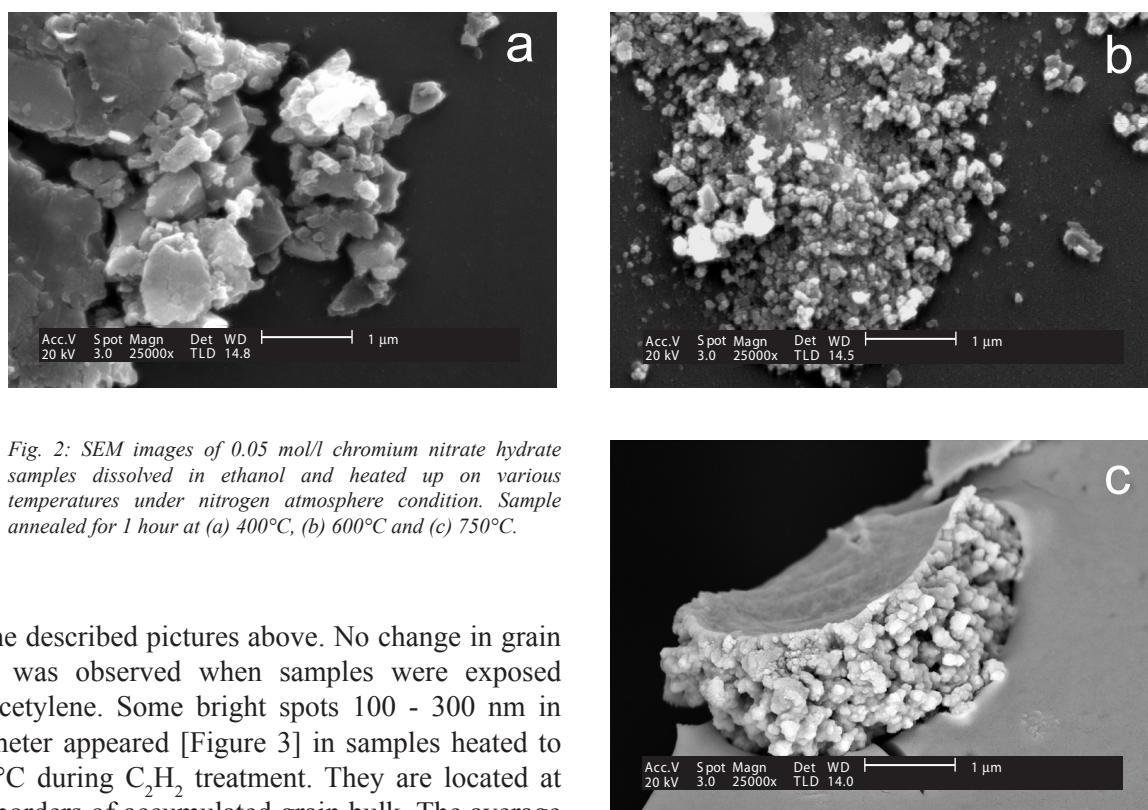 a
Acc.V Spot Magn Det WD 1 µm
20 kV 3.0 25000x TLD 14.8
b
Acc.V Spot Magn Det WD 1 µm
20 kV 3.0 25000x TLD 14.5
Fig. 2: SEM images of 0.05 mol/l chromium nitrate hydrate
samples dissolved in ethanol and heated up on various
temperatures under nitrogen atmosphere condition. Sample
annealed for 1 hour at (a) 400°C, (b) 600°C and (c) 750°C.
c
Acc.V Spot Magn Det WD 1 µm
20 kV 3.0 25000x TLD 14.0
described pictures above. No change in grain
was observed when samples were exposed
Some bright spots 100 - 300 nm in
appeared [Figure 3] in samples heated to
°C during C₂H₂ treatment. They are located at
of accumulated grain bulk. The average